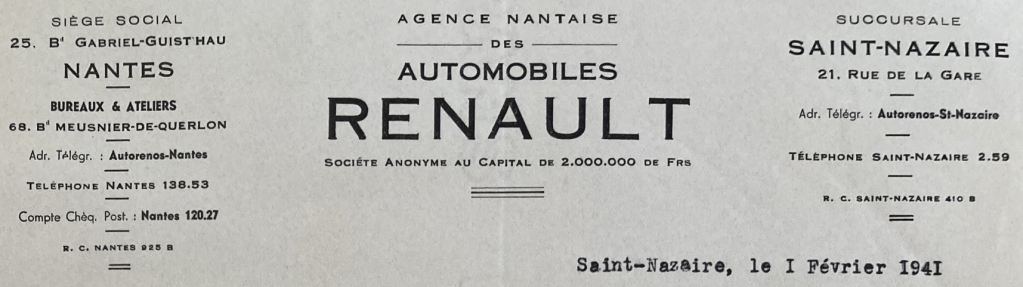 SIÈGE SOCIAL
25. Bd GABRIEL-GUIST'HAU
NANTES
BUREAUX & ATELIERS
68. Bd MEUSNIER-DE-QUERLON
Adr. Télégr. : Autorenos-Nantes
TÉLÉPHONE NANTES 138.53
Compte Chèq. Post. : Nantes 120.27
R. C. NANTES 925 B
AGENCE NANTAISE
DES
AUTOMOBILES
RENAULT
SOCIÉTE ANONYME AU CAPITAL DE 2.000.000 DE FRS
SUCCURSALE
SAINT-NAZAIRE
21. RUE DE LA GARE
Adr. Télégr. : Autorenos-St-Nazaire
TÉLÉPHONE SAINT-NAZAIRE 2.59
R. C. SAINT-NAZAIRE 410 B
Saint-Nazaire, le I Février I94I